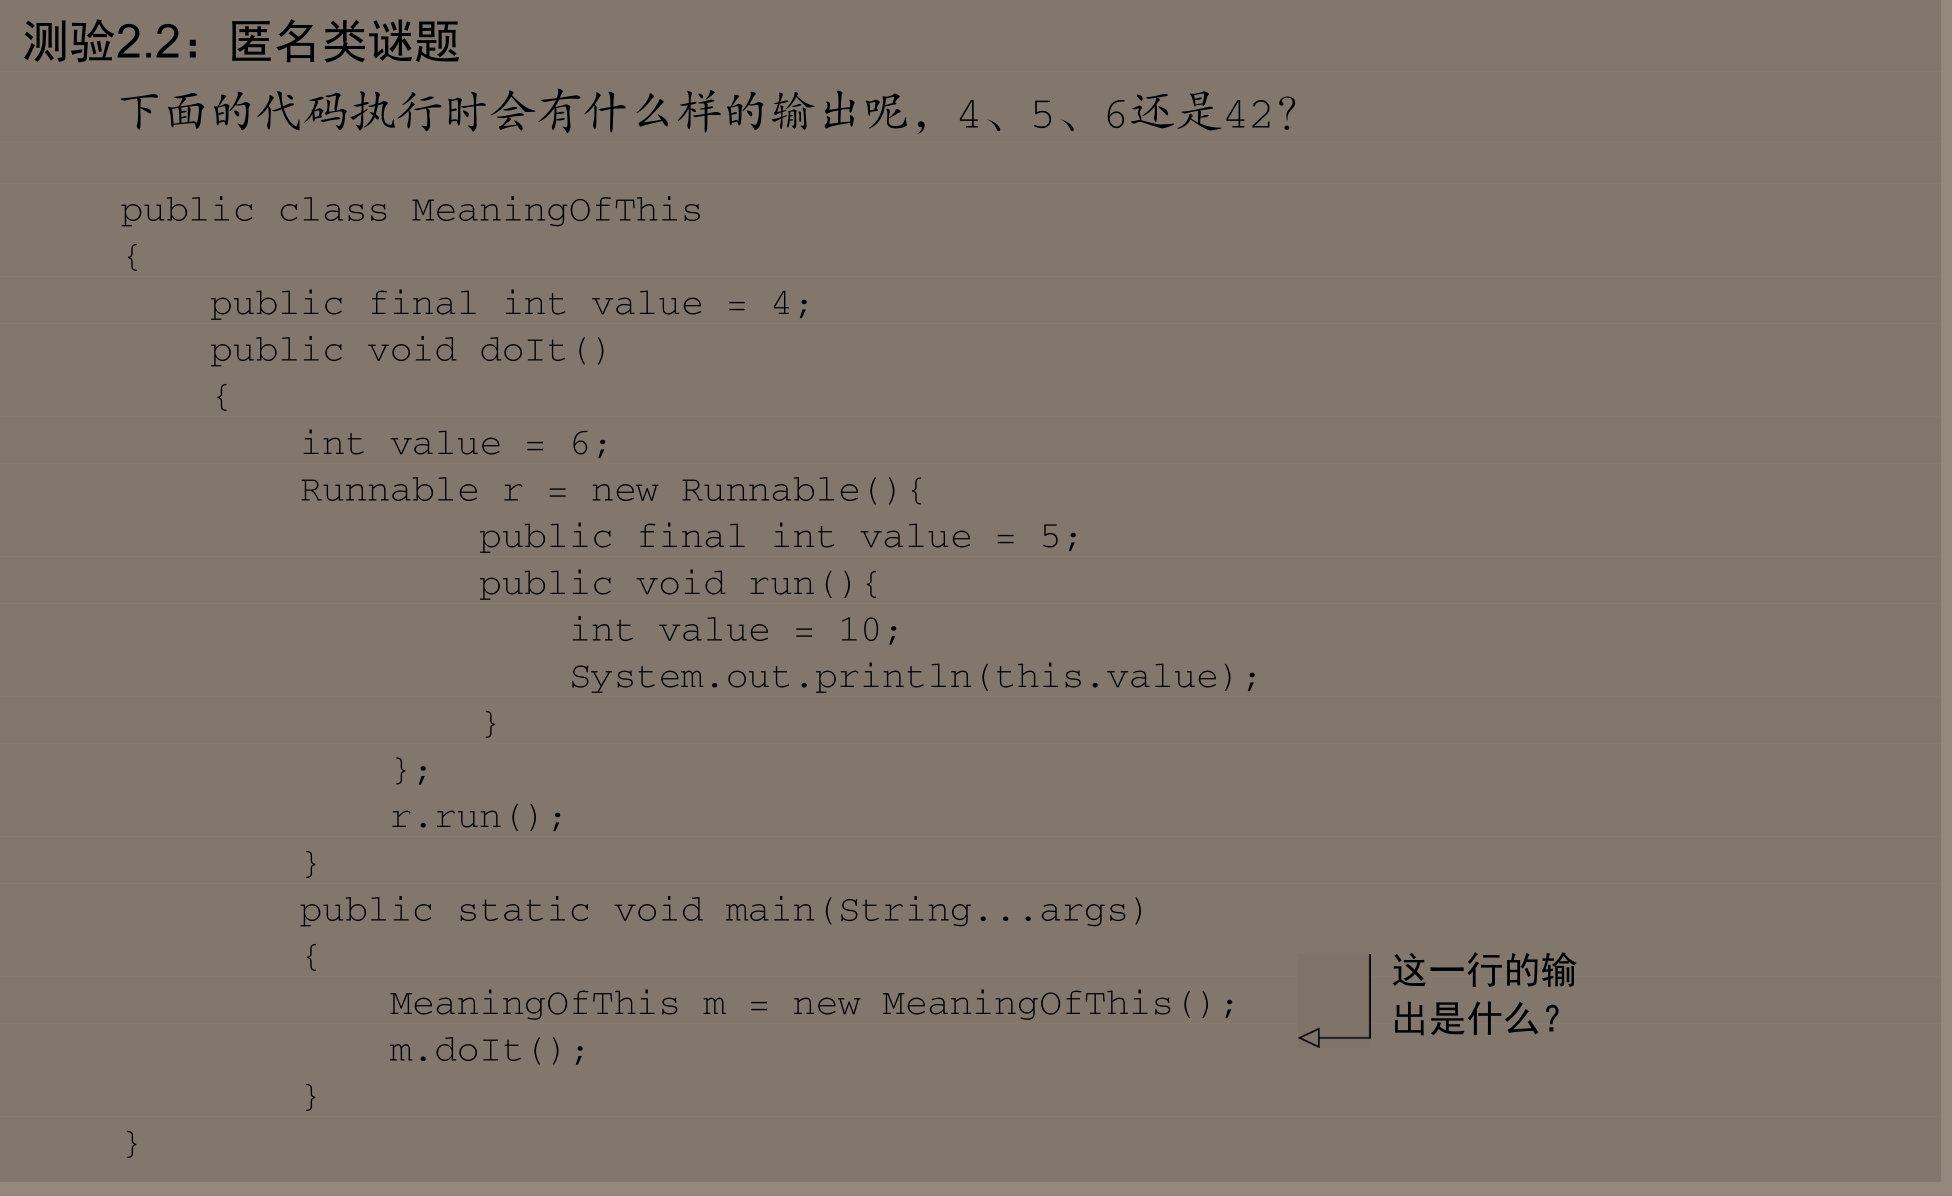 测验2.2：匿名类谜题
下面的代码执行时会有什么样的输出呢，4、5、6还是42？
public class MeaningOfThis
{
    public final int value = 4;
    public void doIt()
    {
        int value = 6;
        Runnable r = new Runnable(){
                public final int value = 5;
                public void run(){
                    int value = 10;
                    System.out.println(this.value);
                }
            };
            r.run();
        }
        public static void main(String...args)
        {
            MeaningOfThis m = new MeaningOfThis();
            m.doIt();
        }
}
这一行的输
出是什么？